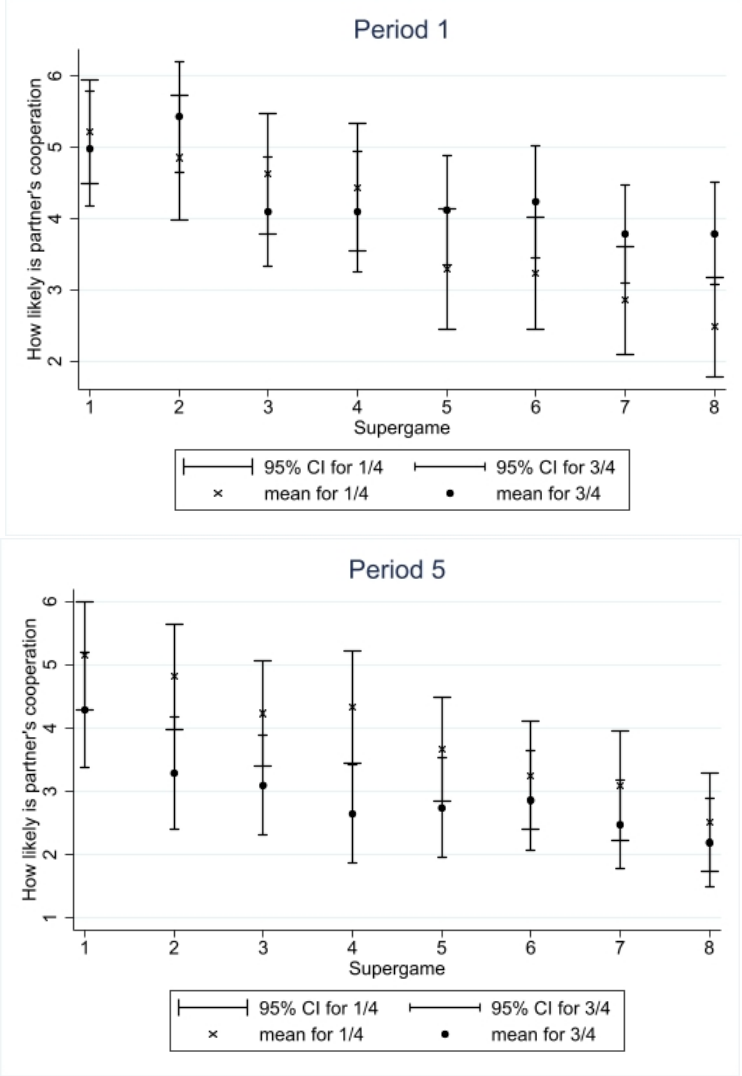 Period 1
How likely is partner's cooperation
6
5
4
3
2
1 2 3 4 5 6 7 8
Supergame
95% CI for 1/4 95% CI for 3/4
mean for 1/4 mean for 3/4
Period 5
How likely is partner's cooperation
6
5
4
3
2
1
1 2 3 4 5 6 7 8
Supergame
95% CI for 1/4 95% CI for 3/4
mean for 1/4 mean for 3/4